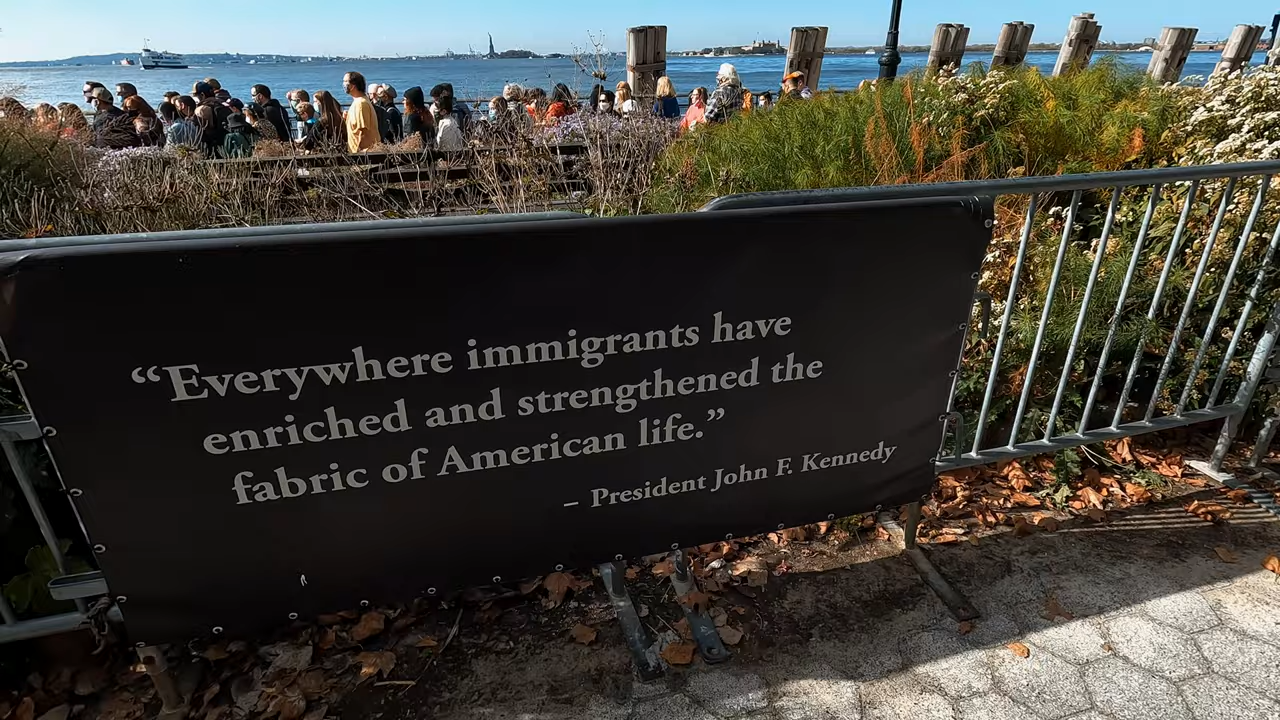 “Everywhere immigrants have
enriched and strengthened the
fabric of American life.”
– President John F. Kennedy